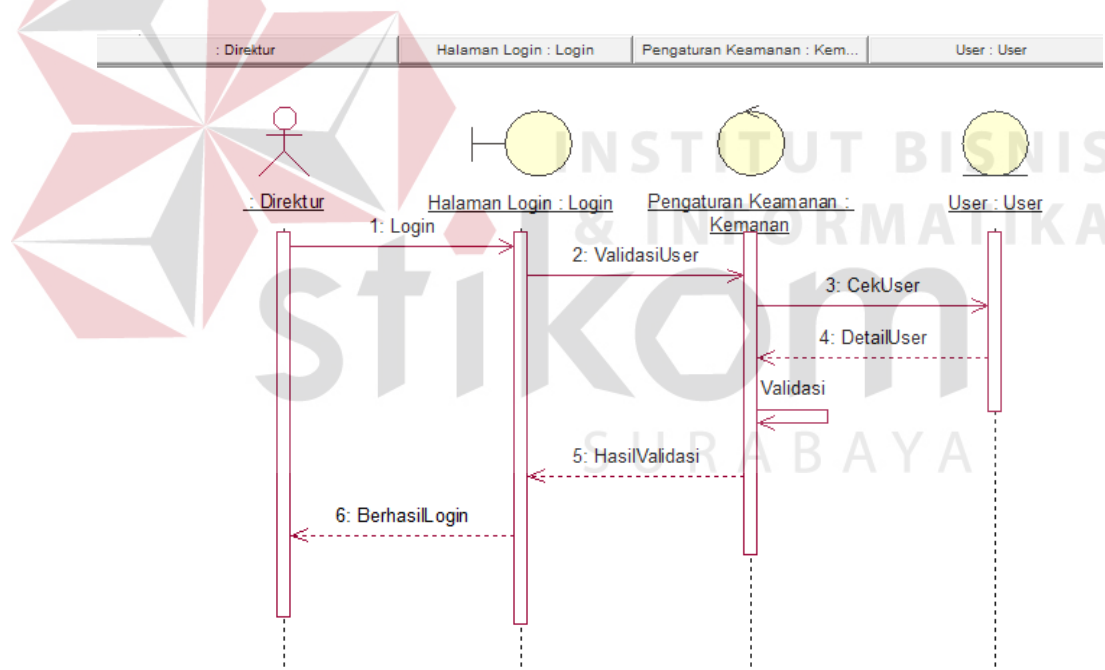 : Direktur
Halaman Login : Login
Pengaturan Keamanan : Kem...
User : User
INSTITUT BISNIS
& INFORMATIKA
stikom
SURABAYA
: Direktur
Halaman Login : Login
Pengaturan Keamanan :
Kemanan
User : User
1: Login
2: ValidasiUser
3: CekUser
4: DetailUser
Validasi
5: HasilValidasi
6: BerhasilLogin